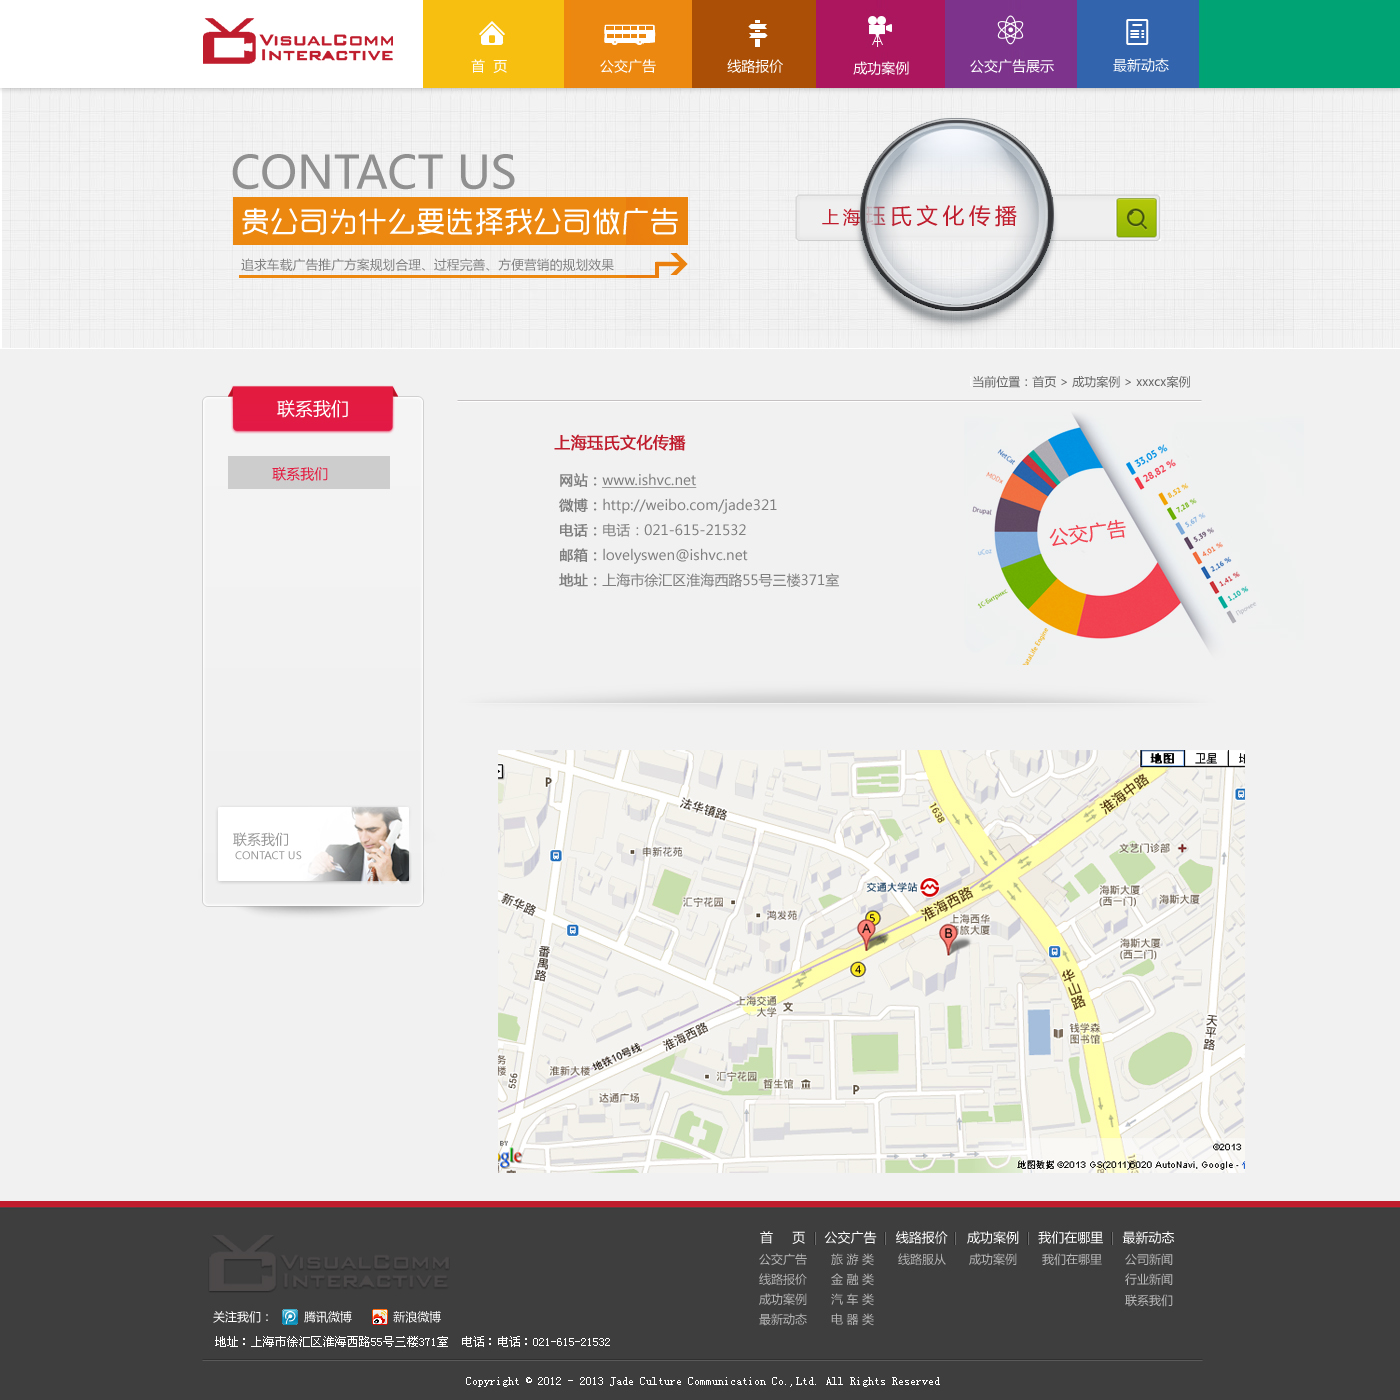 VISUALCOMM
INTERACTIVE
首 页
公交广告
线路报价
成功案例
公交广告展示
最新动态
CONTACT US
贵公司为什么要选择我公司做广告
追求车载广告推广方案规划合理、过程完善、方便营销的规划效果
上海珏氏文化传播
当前位置：首页 > 成功案例 > xxxcx案例
联系我们
联系我们
上海珏氏文化传播
网站：www.ishvc.net
微博：http://weibo.com/jade321
电话：电话：021-615-21532
邮箱：lovelyswen@ishvc.net
地址：上海市徐汇区淮海西路55号三楼371室
NetCat
MODx
Drupal
uCoz
1С-Битрикс
DataLife Engine
公交广告
33,05 %
28,82 %
8,52 %
7,28 %
5,67 %
5,39 %
4,01 %
2,16 %
1,41 %
1,10 %
Прочее
联系我们
CONTACT US
地图
卫星
P
法华镇路
1638
淮海中路
申新花苑
文艺门诊部
交通大学站
淮海西路
海斯大厦
(西一门)
海斯大厦
新华路
汇宁花园
鸿发苑
5
A
上海西华
旅大厦
B
番禺路
4
海斯大厦
(西二门)
华山路
上海交通
大学
文
淮海西路
钱学森
图书馆
天平路
地铁10号线
556
淮新大楼
汇宁花园
哲生馆
P
达通广场
BY
gle
©2013
地图数据 ©2013 GS(2011)6020 AutoNavi, Google -
VISUALCOMM
INTERACTIVE
首 页
公交广告
线路报价
成功案例
我们在哪里
最新动态
公交广告
旅 游 类
线路服从
成功案例
我们在哪里
公司新闻
线路报价
金 融 类
行业新闻
成功案例
汽 车 类
联系我们
最新动态
电 器 类
关注我们：
腾讯微博
新浪微博
地址：上海市徐汇区淮海西路55号三楼371室 电话：电话：021-615-21532
Copyright © 2012 - 2013 Jade Culture Communication Co.,Ltd. All Rights Reserved